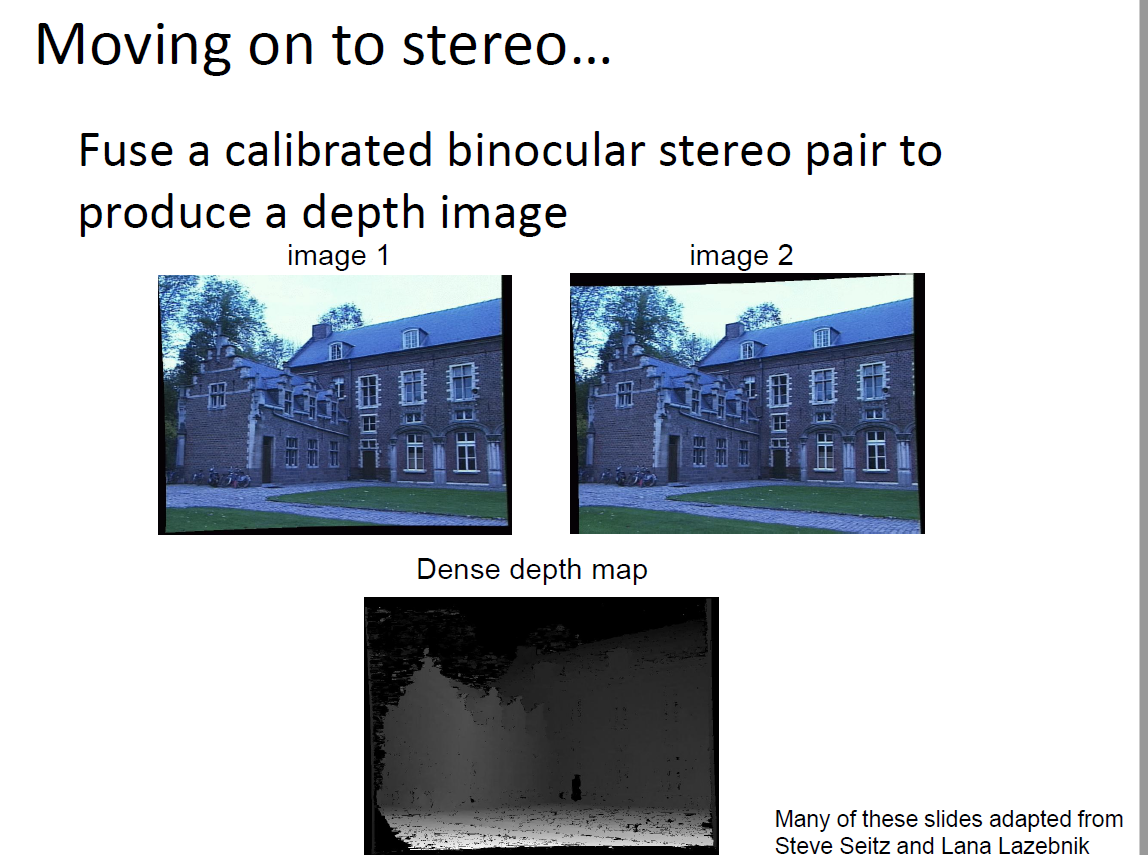 Moving on to stereo…
Fuse a calibrated binocular stereo pair to
produce a depth image
image 1
image 2
Dense depth map
Many of these slides adapted from
Steve Seitz and Lana Lazebnik